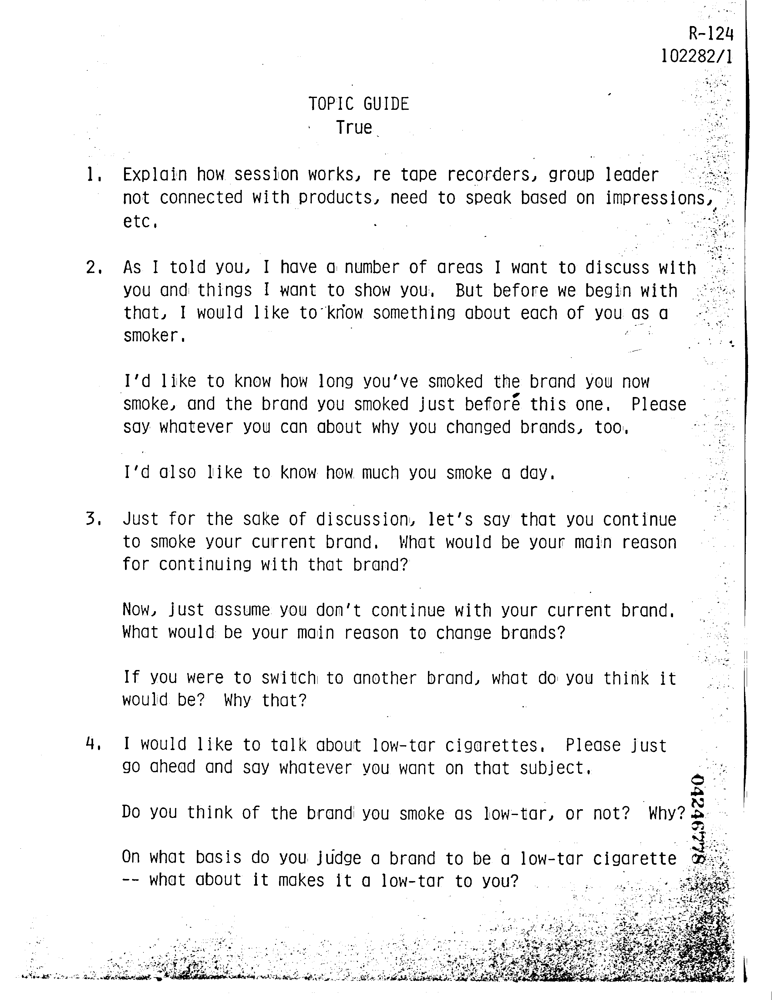 R-124
102282/1
TOPIC GUIDE
True
1. Explain how session works, re tape recorders, group leader
not connected with products, need to speak based on impressions,
etc.
2. As I told you, I have a number of areas I want to discuss with
you and things I want to show you. But before we begin with
that, I would like to know something about each of you as a
smoker.
I'd like to know how long you've smoked the brand you now
smoke, and the brand you smoked just before this one. Please
say whatever you can about why you changed brands, too.
I'd also like to know how much you smoke a day.
3. Just for the sake of discussion, let's say that you continue
to smoke your current brand. What would be your main reason
for continuing with that brand?
Now, just assume you don't continue with your current brand.
What would be your main reason to change brands?
If you were to switch to another brand, what do you think it
would be? Why that?
4. I would like to talk about low-tar cigarettes. Please just
go ahead and say whatever you want on that subject.
Do you think of the brand you smoke as low-tar, or not? Why?
On what basis do you judge a brand to be a low-tar cigarette
-- what about it makes it a low-tar to you?
04246778